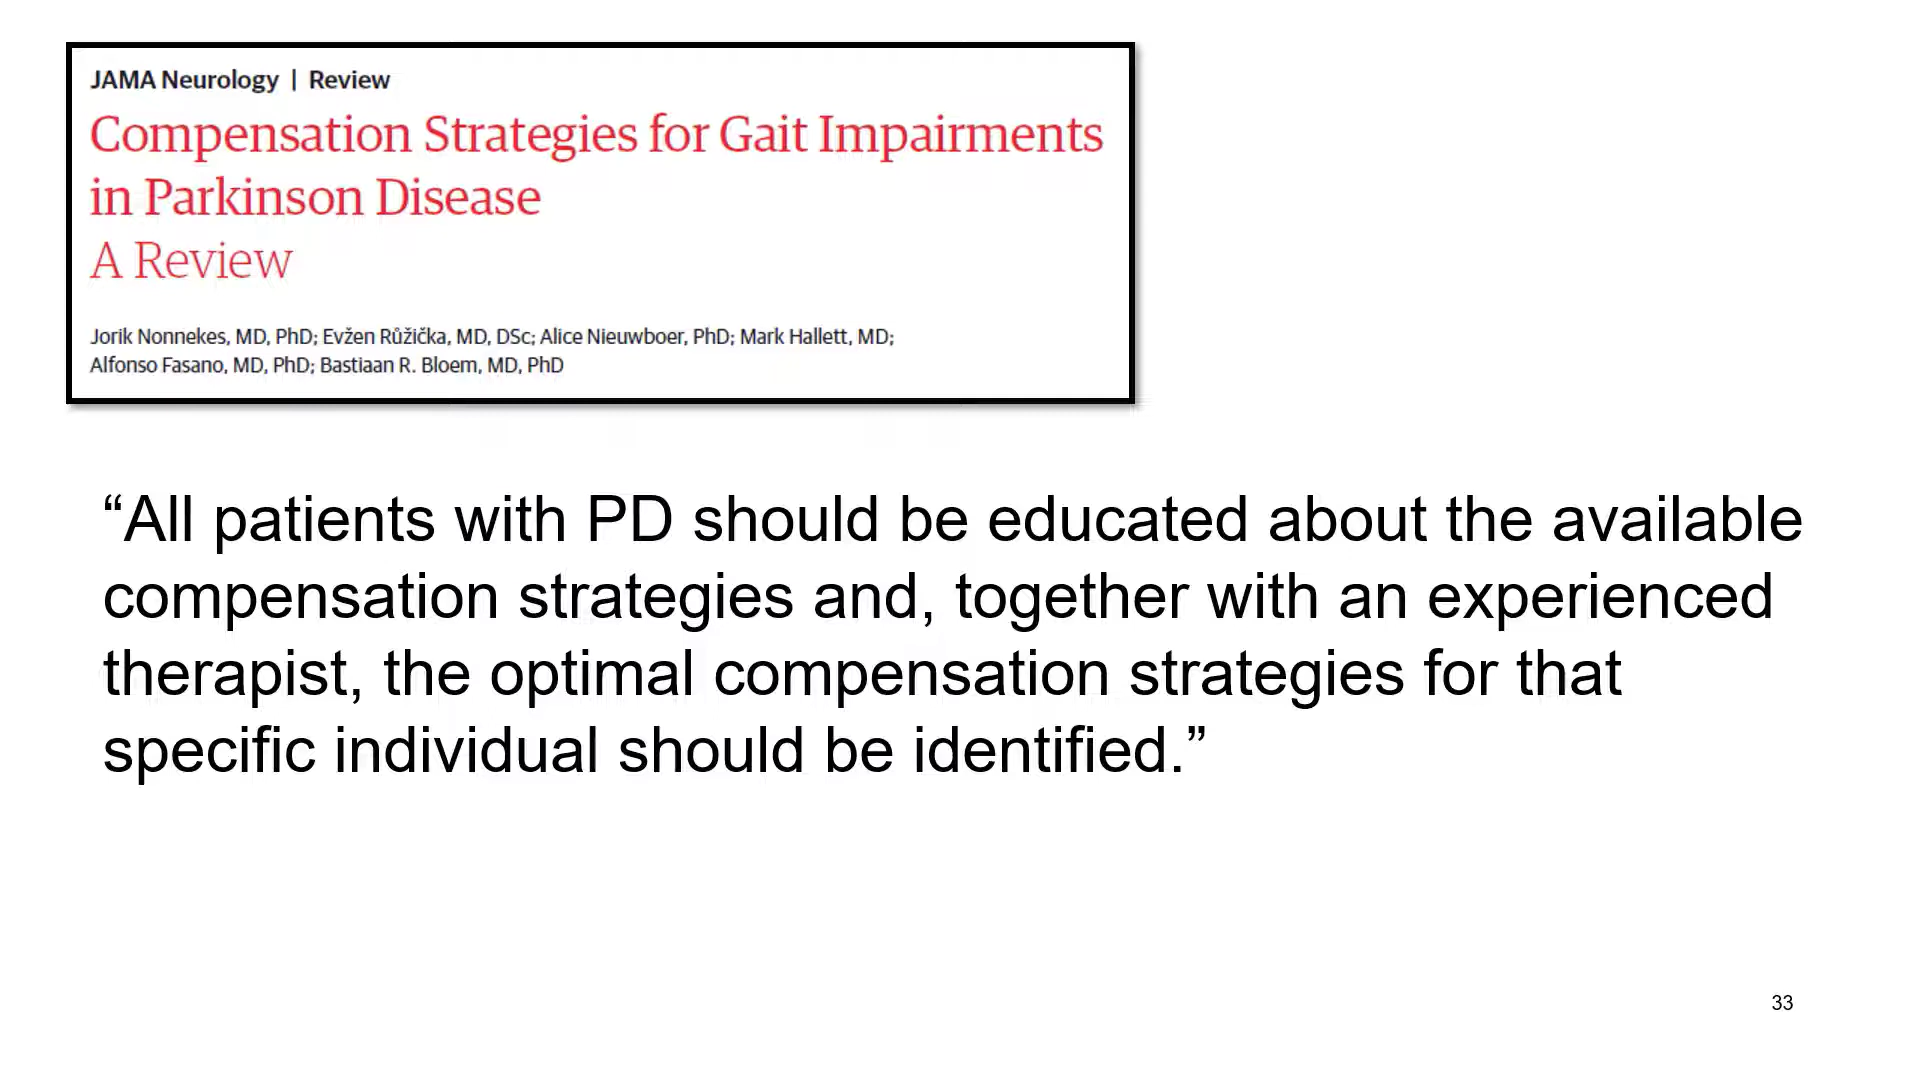 JAMA Neurology | Review
Compensation Strategies for Gait Impairments
in Parkinson Disease
A Review
Jorik Nonnekes, MD, PhD; Evžen Růžička, MD, DSc; Alice Nieuwboer, PhD; Mark Hallett, MD;
Alfonso Fasano, MD, PhD; Bastiaan R. Bloem, MD, PhD
“All patients with PD should be educated about the available
compensation strategies and, together with an experienced
therapist, the optimal compensation strategies for that
specific individual should be identified.”
33